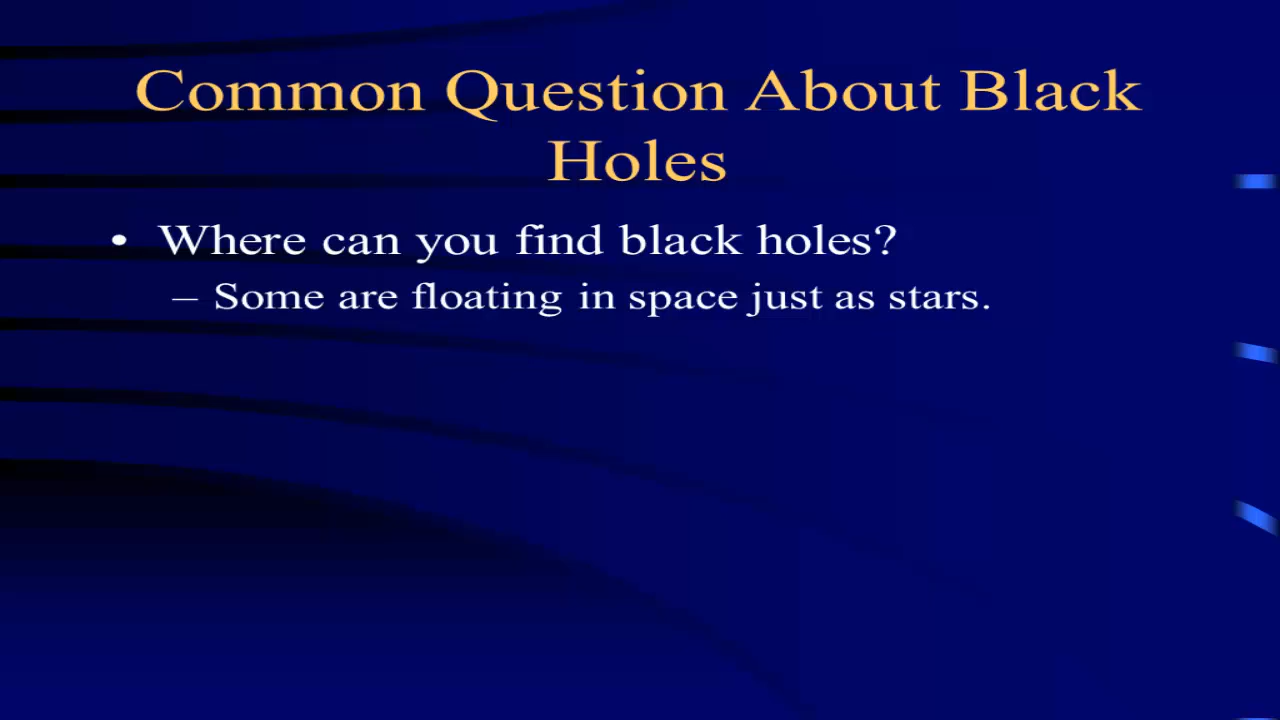 Common Question About Black
Holes
• Where can you find black holes?
– Some are floating in space just as stars.